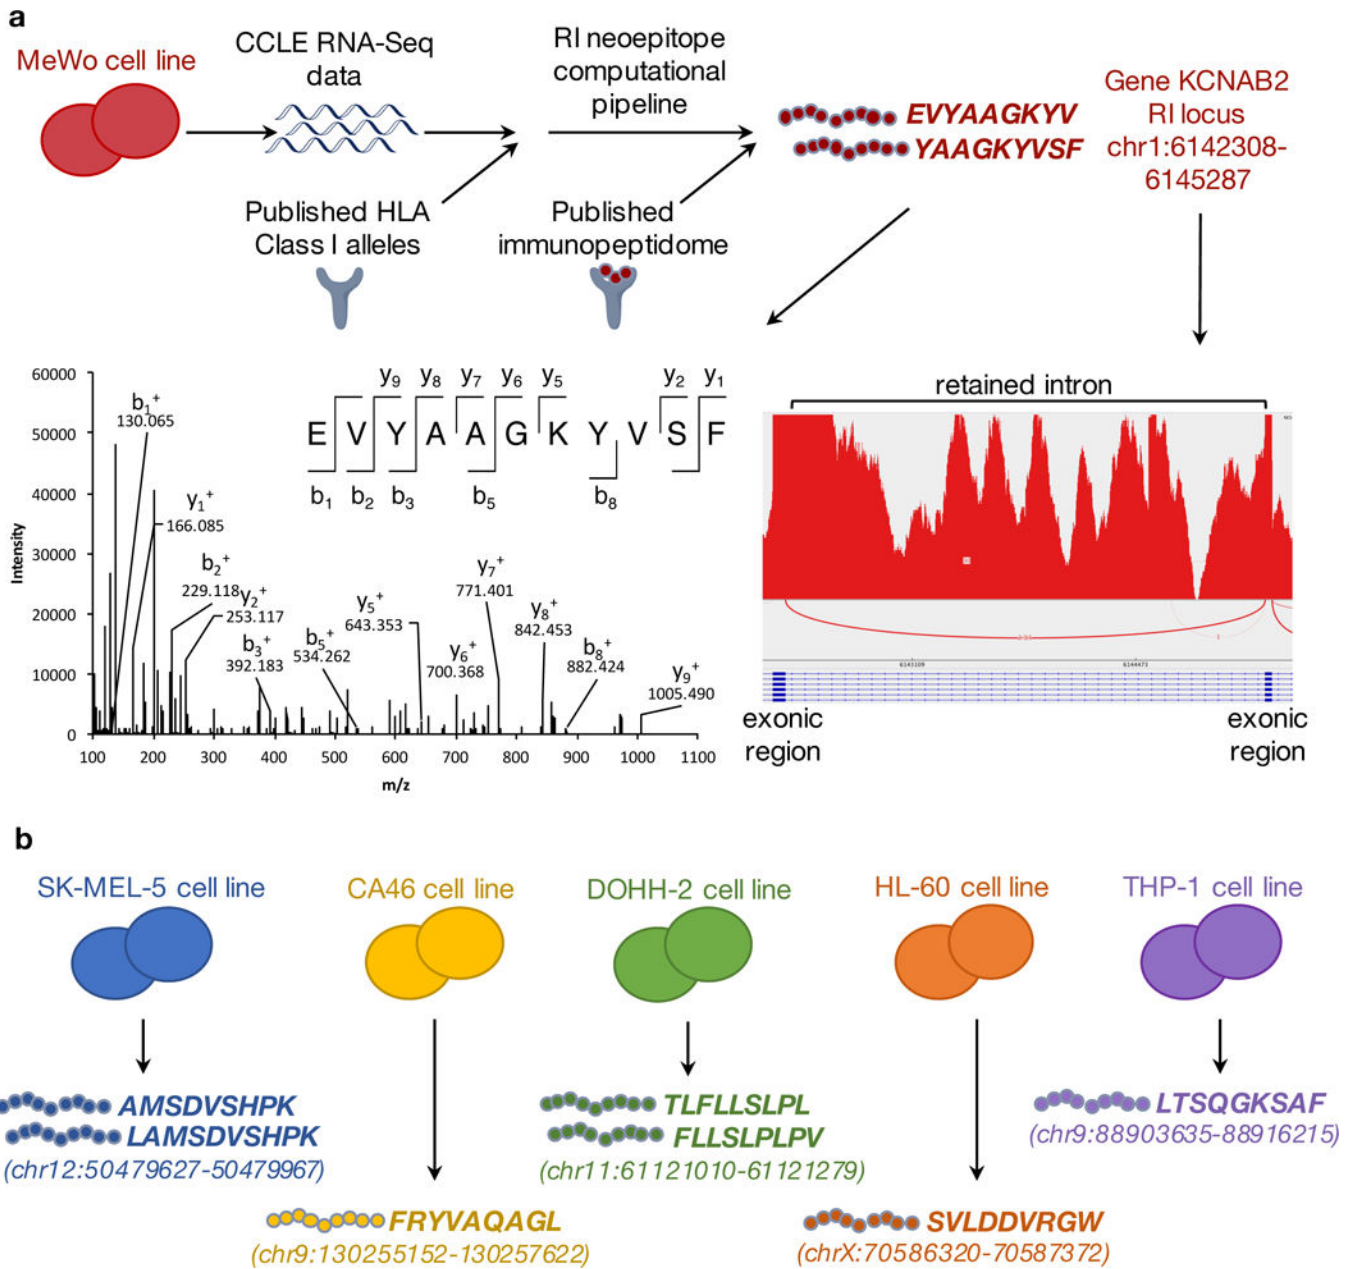 a
MeWo cell line
CCLE RNA-Seq
data
RI neoepitope
computational
pipeline
EVYAAGKYV
YAAGKYVSF
Gene KCNAB2
RI locus
chr1:6142308-
6145287
Published HLA
Class I alleles
Published
immunopeptidome
60000
50000
40000
30000
20000
10000
0
Intensity
100 200 300 400 500 600 700 800 900 1000 1100
m/z
b1+
130.065
y1+
166.085
b2+
229.118
y2+
253.117
b3+
392.183
b5+
534.262
y5+
643.353
y6+
700.368
y7+
771.401
y8+
842.453
b8+
882.424
y9+
1005.490
y9 y8 y7 y6 y5 y2 y1
E V Y A A G K Y V S F
b1 b2 b3 b5 b8
retained intron
6143109 6144473
exonic
region
exonic
region
b
SK-MEL-5 cell line
AMSDVSHPK
LAMSDVSHPK
(chr12:50479627-50479967)
CA46 cell line
FRYVAQAGL
(chr9:130255152-130257622)
DOHH-2 cell line
TLFLLSLPL
FLLSLPLPV
(chr11:61121010-61121279)
HL-60 cell line
SVLDDVRGW
(chrX:70586320-70587372)
THP-1 cell line
LTSQGKSAF
(chr9:88903635-88916215)